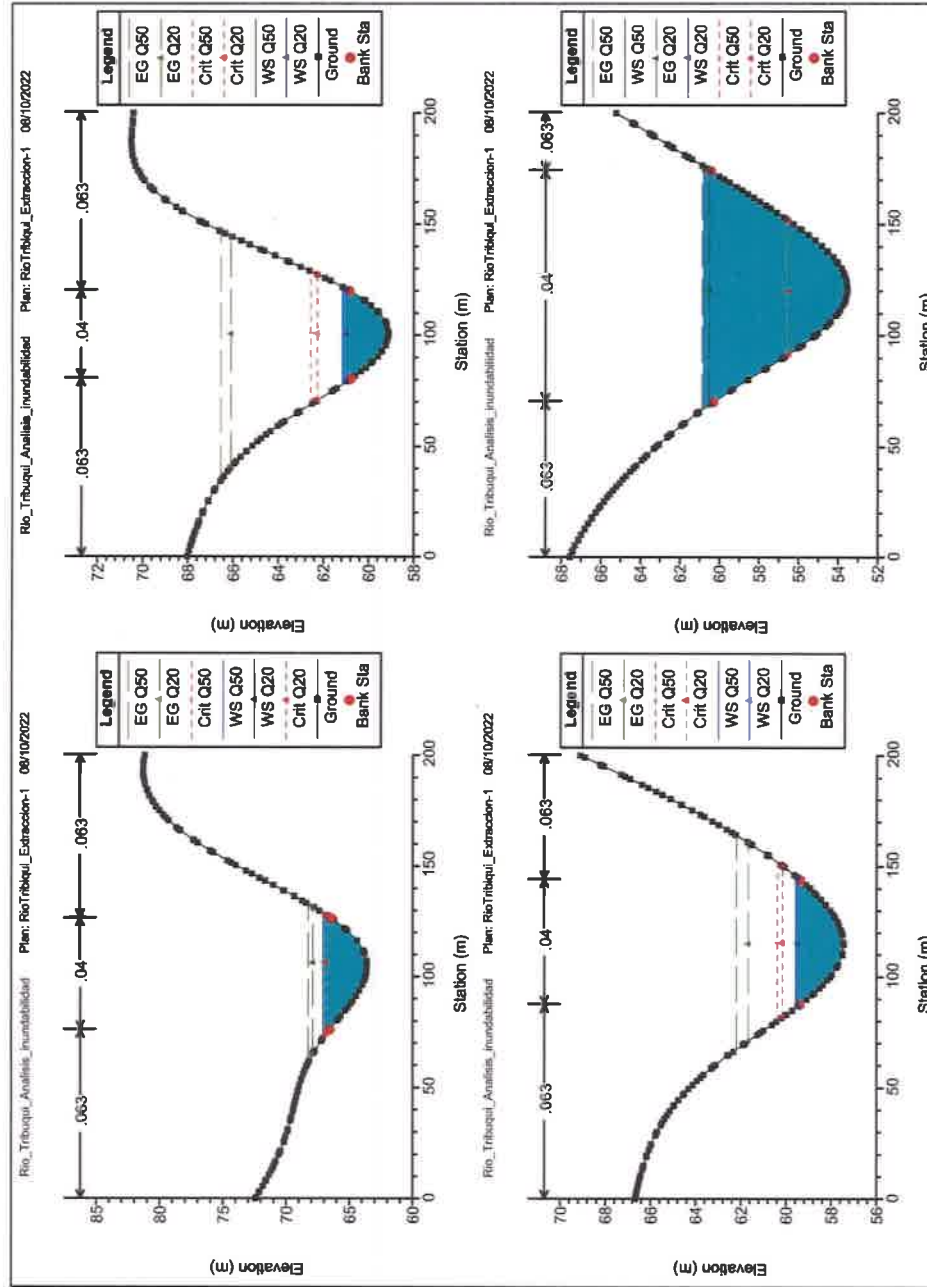 Rio_Tribuqui_Analisis_inundabilidad Plan: RioTribiqui_Extraccion-1 08/10/2022
.063 .04 .063
Legend
EG Q50
EG Q20
Crit Q50
WS Q50
WS Q20
Crit Q20
Ground
Bank Sta
Elevation (m)
85
80
75
70
65
60
0 50 100 150 200
Station (m)
Rio_Tribuqui_Analisis_inundabilidad Plan: RioTribiqui_Extraccion-1 08/10/2022
.063 .04 .063
Legend
EG Q50
EG Q20
Crit Q50
Crit Q20
WS Q50
WS Q20
Ground
Bank Sta
Elevation (m)
72
70
68
66
64
62
60
58
0 50 100 150 200
Station (m)
Rio_Tribuqui_Analisis_inundabilidad Plan: RioTribiqui_Extraccion-1 08/10/2022
.063 .04 .063
Legend
EG Q50
EG Q20
Crit Q50
Crit Q20
WS Q50
WS Q20
Ground
Bank Sta
Elevation (m)
70
68
66
64
62
60
58
56
0 50 100 150 200
Station (m)
Rio_Tribuqui_Analisis_inundabilidad Plan: RioTribiqui_Extraccion-1 08/10/2022
.063 .04 .063
Legend
EG Q50
WS Q50
EG Q20
WS Q20
Crit Q50
Crit Q20
Ground
Bank Sta
Elevation (m)
68
66
64
62
60
58
56
54
52
0 50 100 150 200
Station (m)